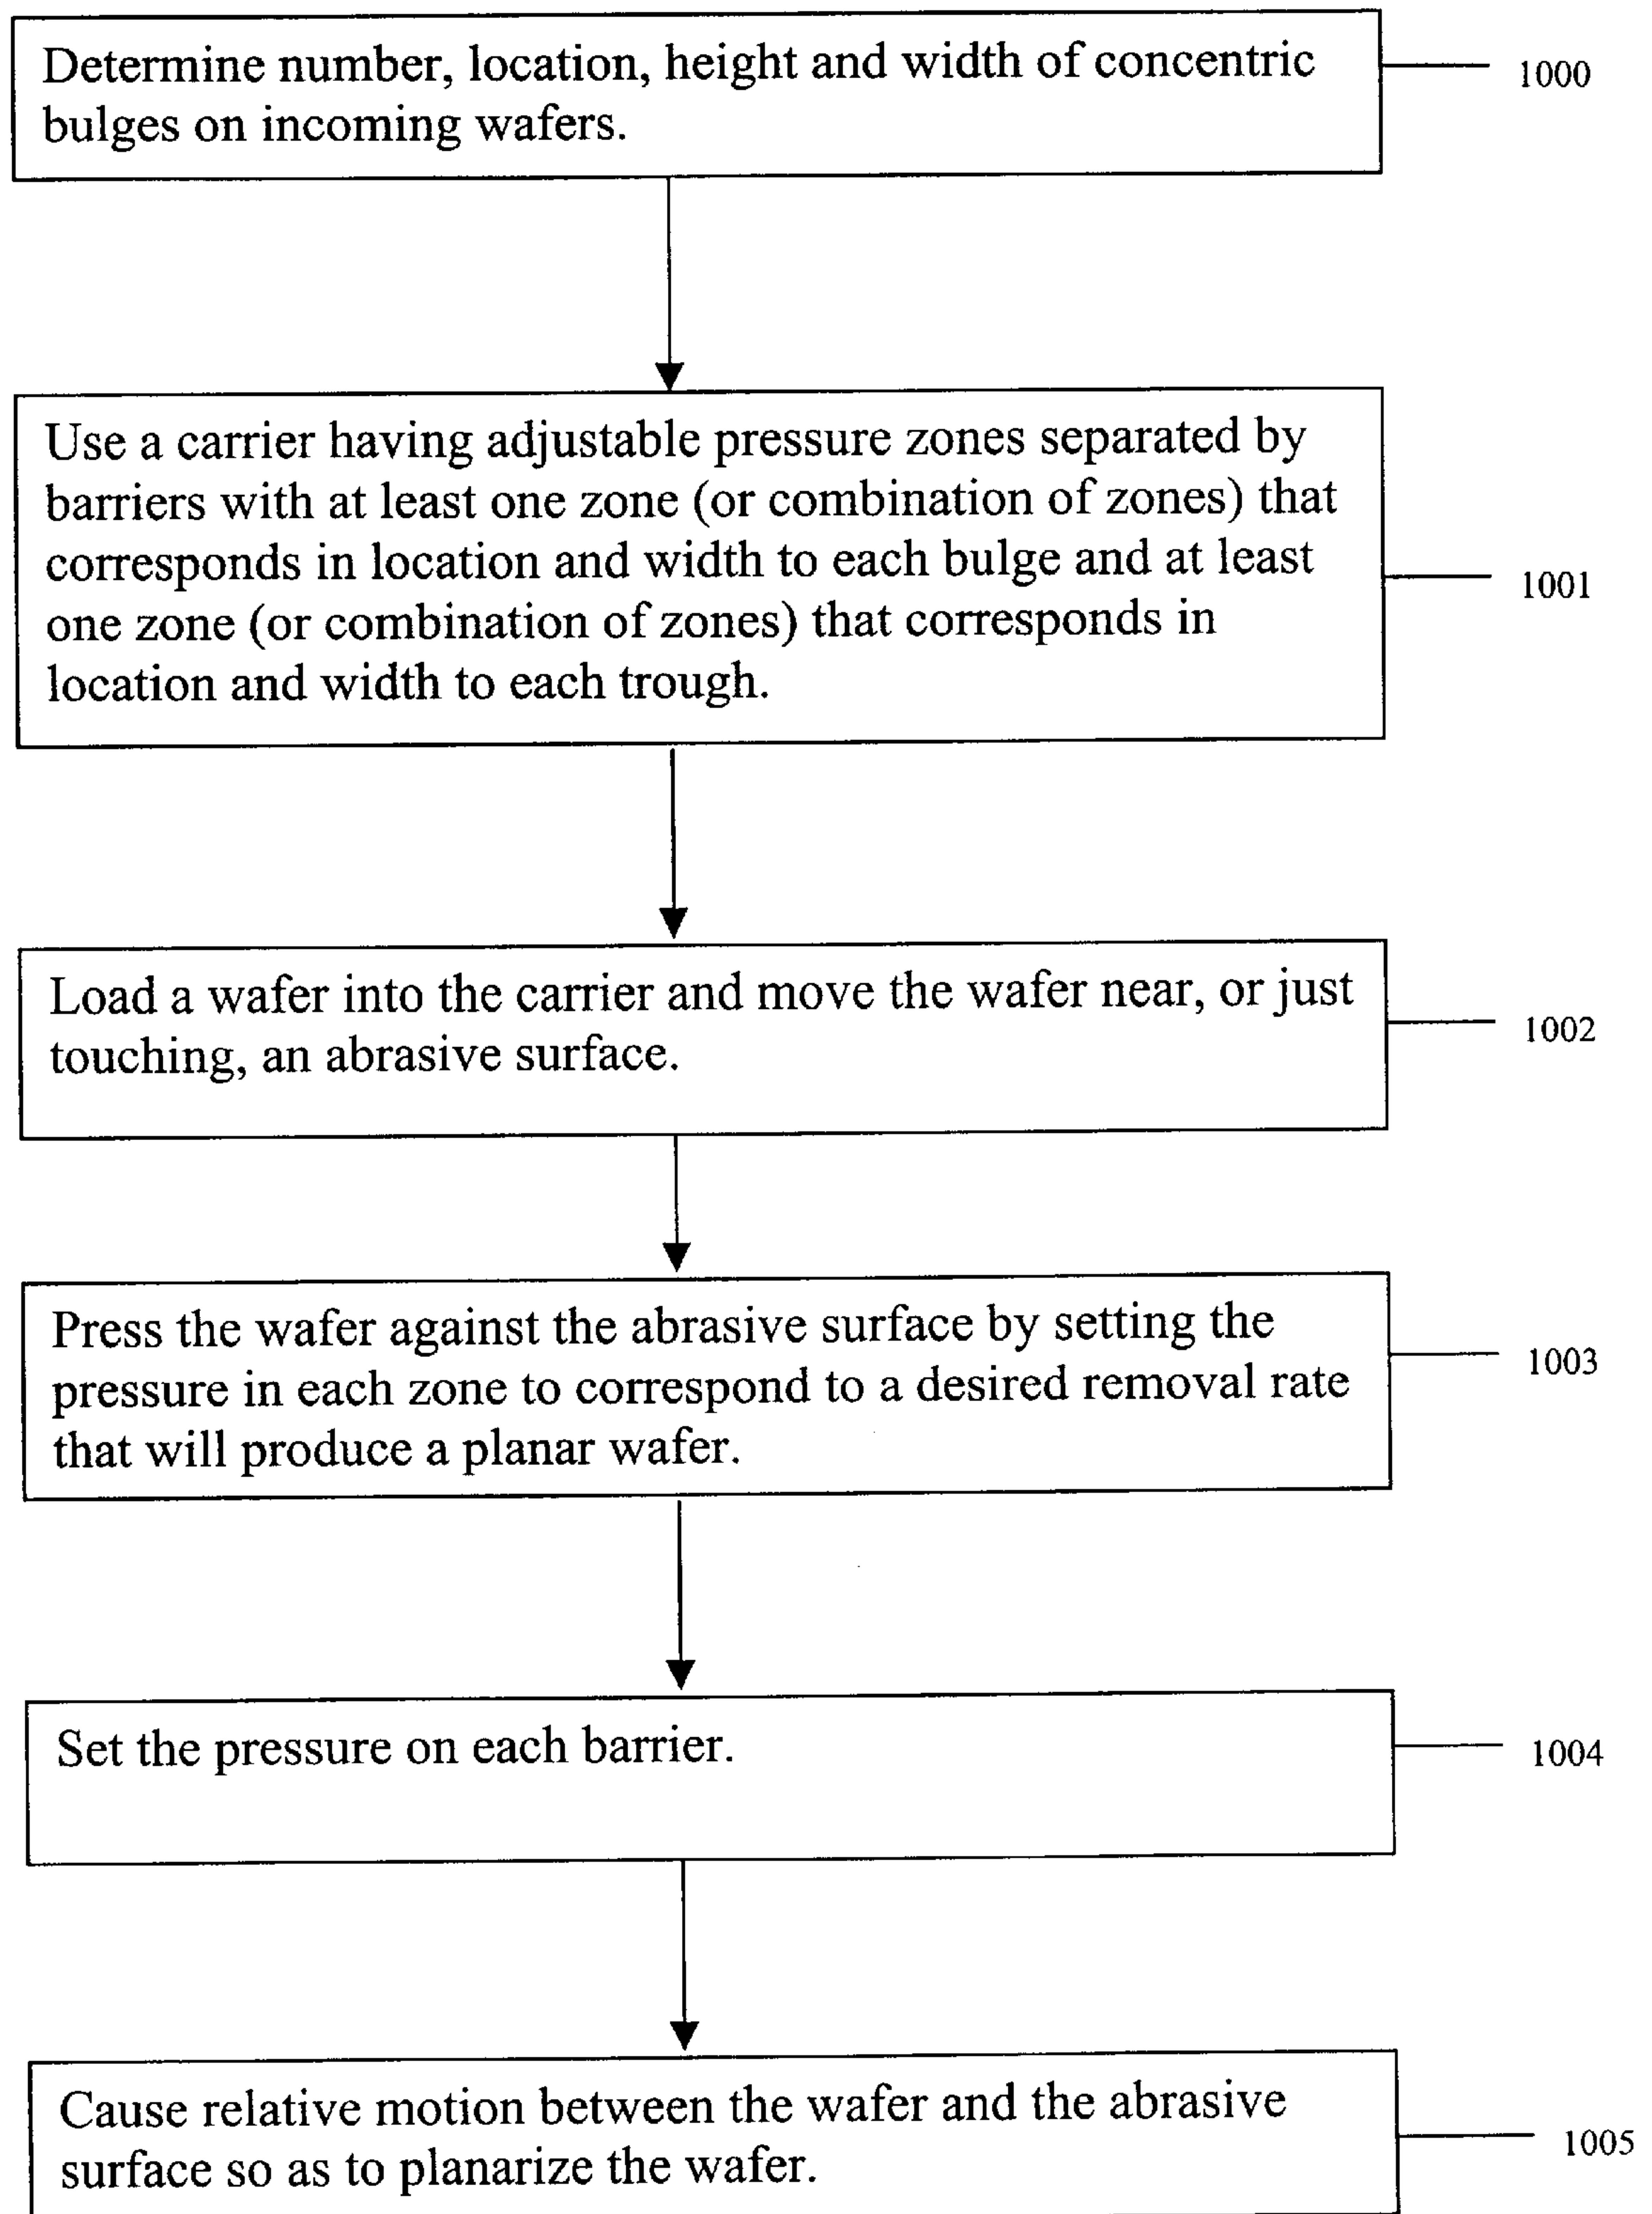 Determine number, location, height and width of concentric
bulges on incoming wafers.
1000
Use a carrier having adjustable pressure zones separated by
barriers with at least one zone (or combination of zones) that
corresponds in location and width to each bulge and at least
one zone (or combination of zones) that corresponds in
location and width to each trough.
1001
Load a wafer into the carrier and move the wafer near, or just
touching, an abrasive surface.
1002
Press the wafer against the abrasive surface by setting the
pressure in each zone to correspond to a desired removal rate
that will produce a planar wafer.
1003
Set the pressure on each barrier.
1004
Cause relative motion between the wafer and the abrasive
surface so as to planarize the wafer.
1005